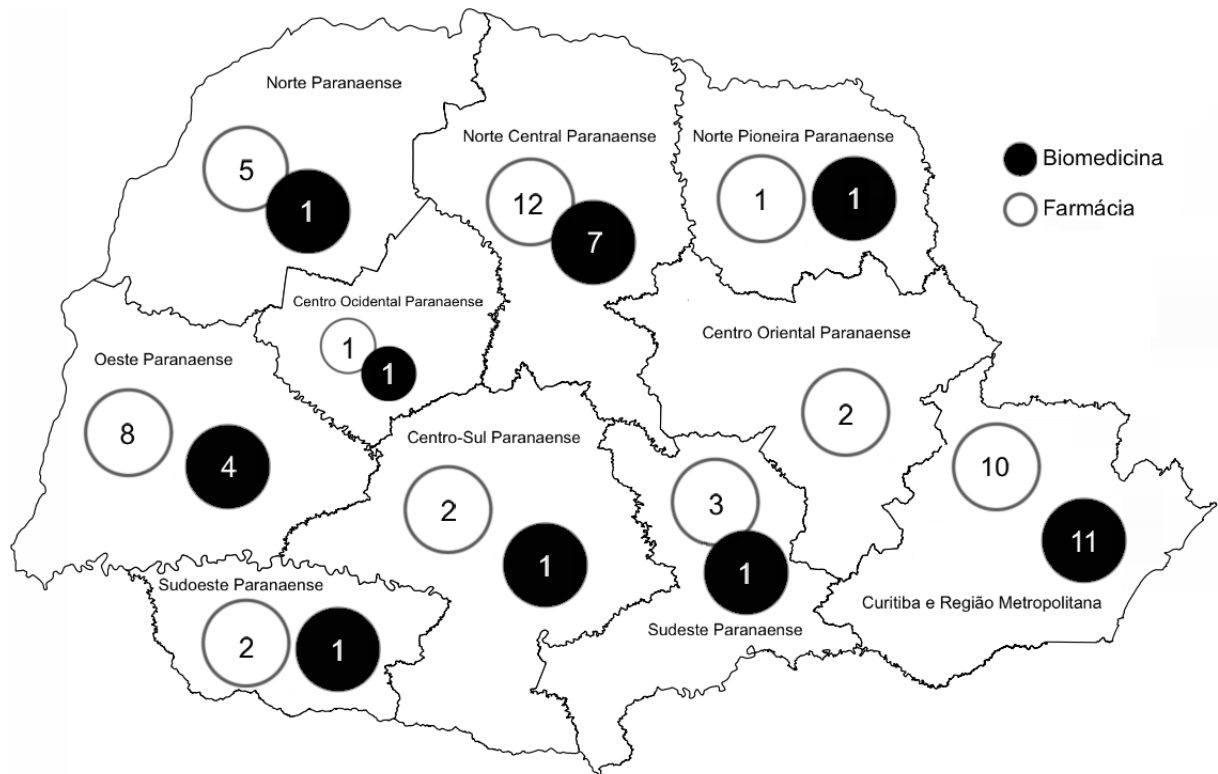 Norte Paranaense
5
1
Norte Central Paranaense
12
7
Norte Pioneira Paranaense
1
1
Biomedicina
Farmácia
Centro Ocidental Paranaense
1
1
Centro Oriental Paranaense
2
Oeste Paranaense
8
4
Centro-Sul Paranaense
2
1
3
1
Sudeste Paranaense
10
11
Curitiba e Região Metropolitana
Sudoeste Paranaense
2
1